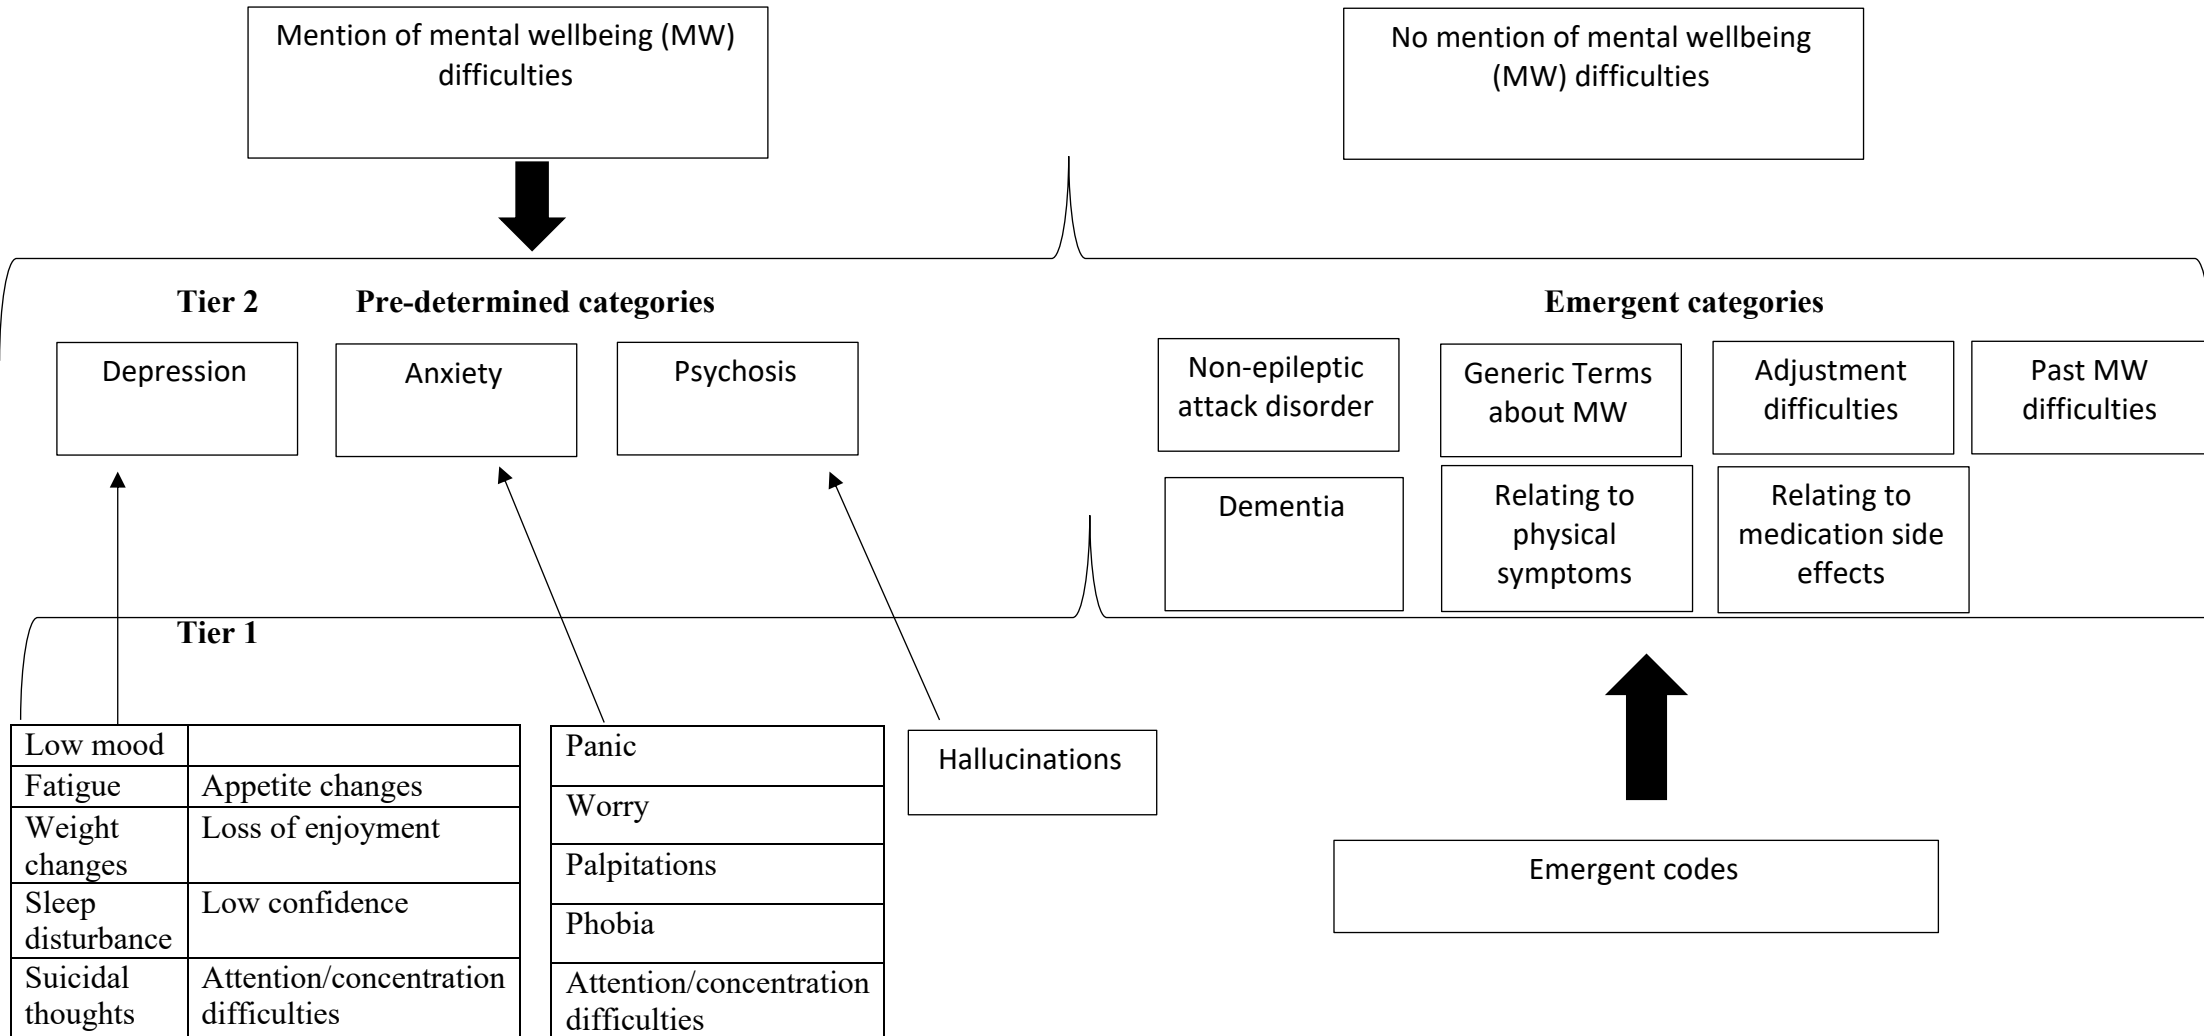 Mention of mental wellbeing (MW)
difficulties
No mention of mental wellbeing
(MW) difficulties
Tier 2
Pre-determined categories
Emergent categories
Depression
Anxiety
Psychosis
Non-epileptic
attack disorder
Generic Terms
about MW
Adjustment
difficulties
Past MW
difficulties
Dementia
Relating to
physical
symptoms
Relating to
medication side
effects
Tier 1
Low mood
Fatigue
Appetite changes
Weight
changes
Loss of enjoyment
Sleep
disturbance
Low confidence
Suicidal
thoughts
Attention/concentration
difficulties
Panic
Worry
Palpitations
Phobia
Attention/concentration
difficulties
Hallucinations
Emergent codes